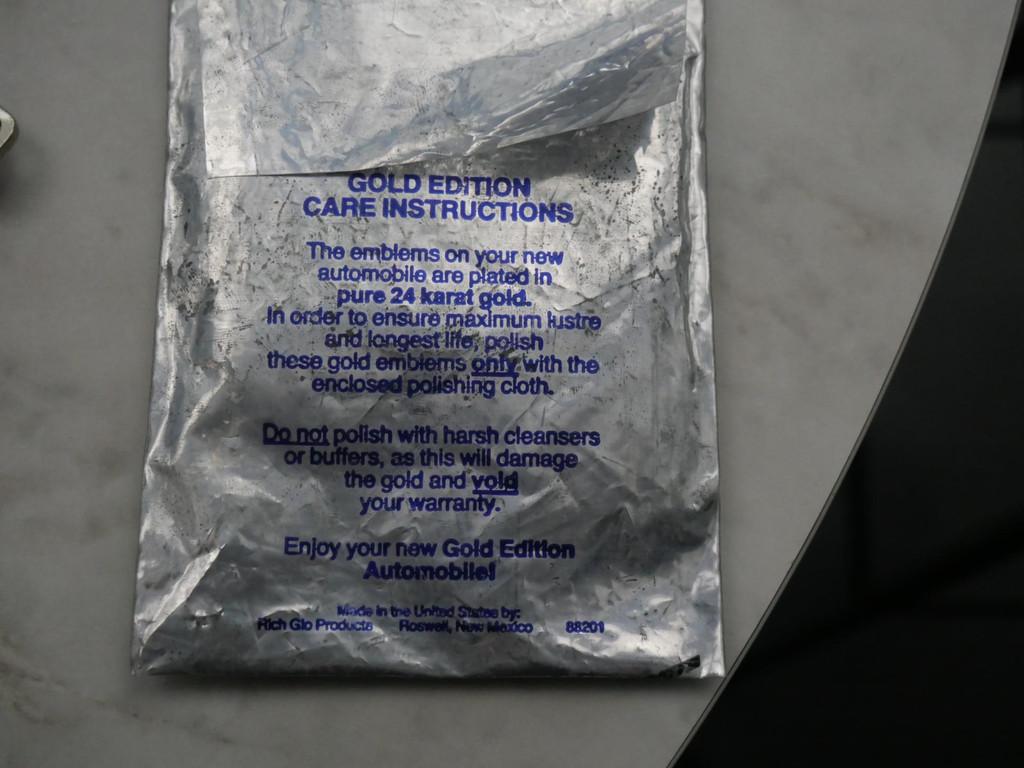 GOLD EDITION
CARE INSTRUCTIONS
The emblems on your new
automobile are plated in
pure 24 karat gold.
In order to ensure maximum lustre
and longest life, polish
these gold emblems only with the
enclosed polishing cloth.
Do not polish with harsh cleansers
or buffers, as this will damage
the gold and void
your warranty.
Enjoy your new Gold Edition
Automobile!
Made in the United States by:
Rich Glo Products Roswell, New Mexico 88201